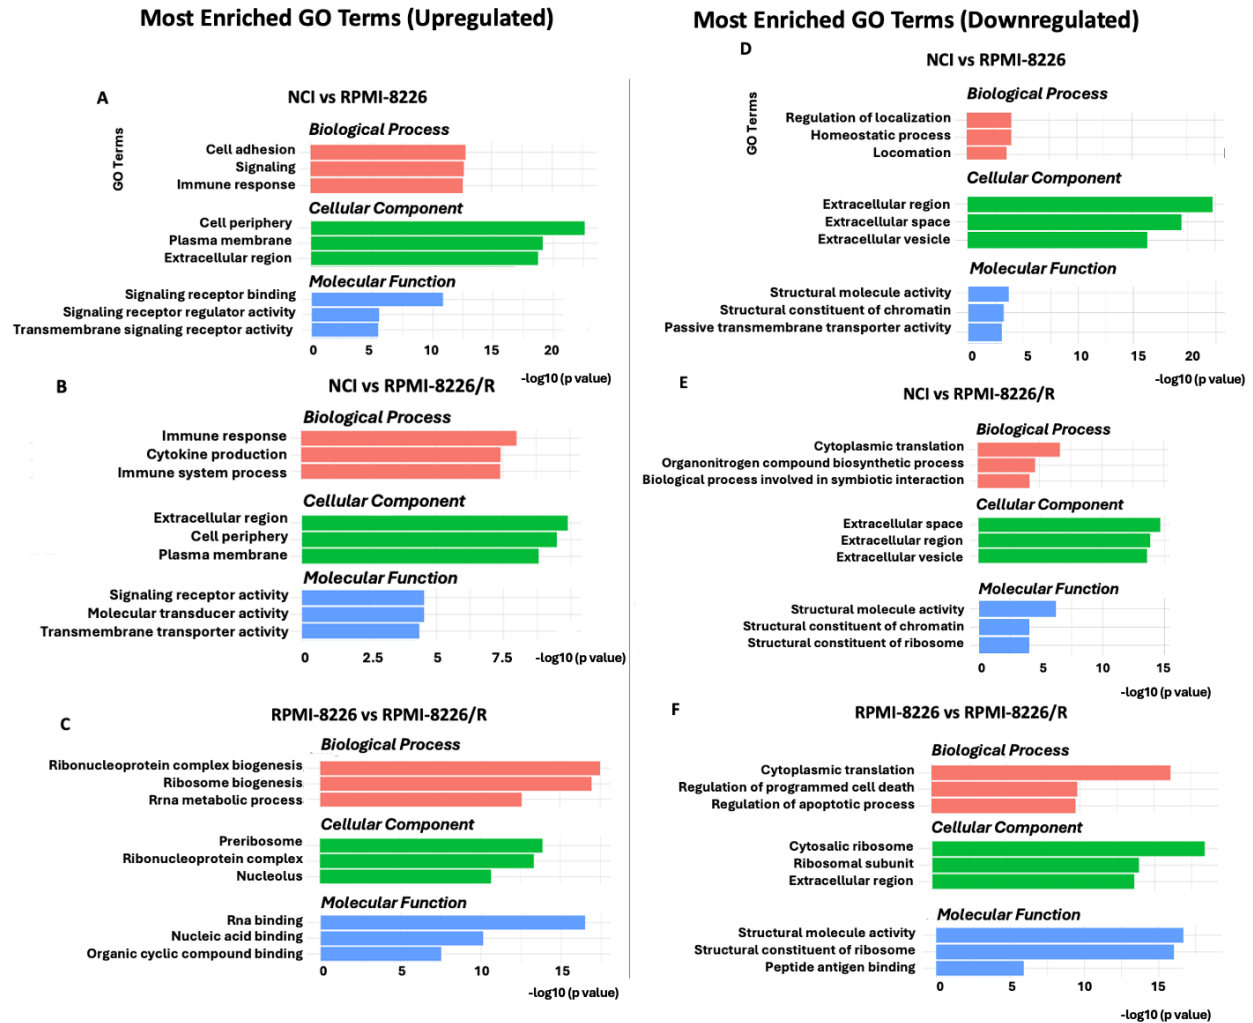 Most Enriched GO Terms (Upregulated)
A
NCI vs RPMI-8226
GO Terms
Biological Process
Cell adhesion
Signaling
Immune response
Cellular Component
Cell periphery
Plasma membrane
Extracellular region
Molecular Function
Signaling receptor binding
Signaling receptor regulator activity
Transmembrane signaling receptor activity
0 5 10 15 20
-log10 (p value)
B
NCI vs RPMI-8226/R
Biological Process
Immune response
Cytokine production
Immune system process
Cellular Component
Extracellular region
Cell periphery
Plasma membrane
Molecular Function
Signaling receptor activity
Molecular transducer activity
Transmembrane transporter activity
0 2.5 5 7.5 -log10 (p value)
C
RPMI-8226 vs RPMI-8226/R
Biological Process
Ribonucleoprotein complex biogenesis
Ribosome biogenesis
Rrna metabolic process
Cellular Component
Preribosome
Ribonucleoprotein complex
Nucleolus
Molecular Function
Rna binding
Nucleic acid binding
Organic cyclic compound binding
0 5 10 15
-log10 (p value)
Most Enriched GO Terms (Downregulated)
D
NCI vs RPMI-8226
GO Terms
Biological Process
Regulation of localization
Homeostatic process
Locomation
Cellular Component
Extracellular region
Extracellular space
Extracellular vesicle
Molecular Function
Structural molecule activity
Structural constituent of chromatin
Passive transmembrane transporter activity
0 5 10 15 20
-log10 (p value)
E
NCI vs RPMI-8226/R
Biological Process
Cytoplasmic translation
Organonitrogen compound biosynthetic process
Biological process involved in symbiotic interaction
Cellular Component
Extracellular space
Extracellular region
Extracellular vesicle
Molecular Function
Structural molecule activity
Structural constituent of chromatin
Structural constituent of ribosome
0 5 10 15
-log10 (p value)
F
RPMI-8226 vs RPMI-8226/R
Biological Process
Cytoplasmic translation
Regulation of programmed cell death
Regulation of apoptotic process
Cellular Component
Cytosalic ribosome
Ribosomal subunit
Extracellular region
Molecular Function
Structural molecule activity
Structural constituent of ribosome
Peptide antigen binding
0 5 10 15
-log10 (p value)